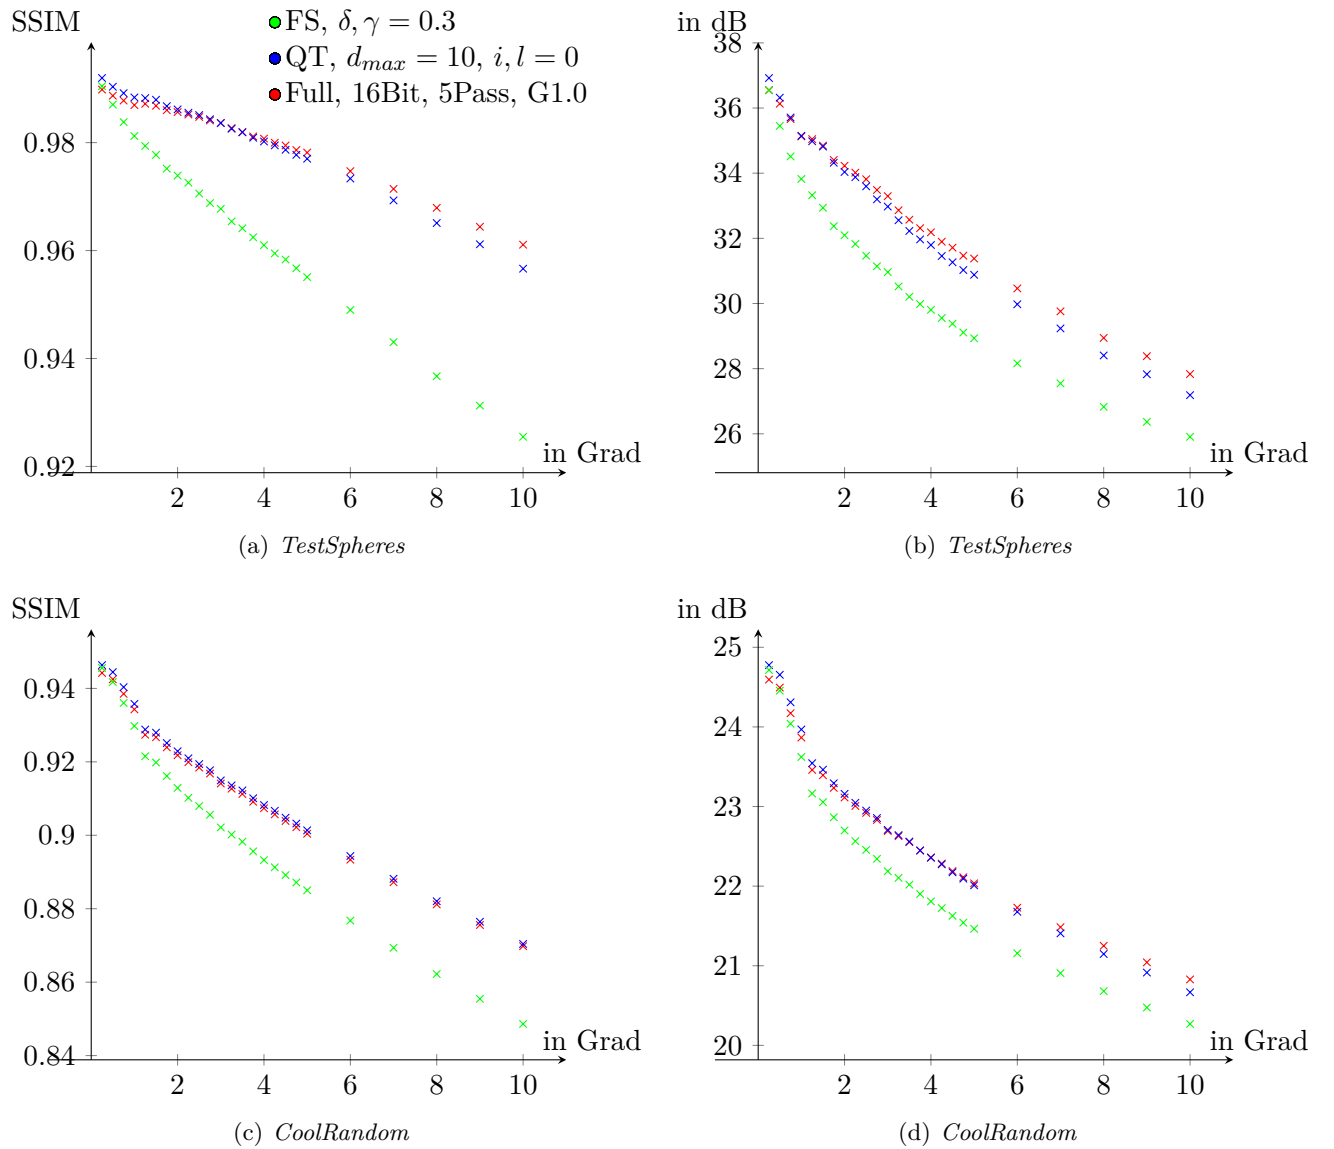 SSIM
FS, δ, γ = 0.3
QT, d_max = 10, i, l = 0
Full, 16Bit, 5Pass, G1.0
0.98
0.96
0.94
0.92
2 4 6 8 10
in Grad
(a) TestSpheres
in dB
38
36
34
32
30
28
26
2 4 6 8 10
in Grad
(b) TestSpheres
SSIM
0.94
0.92
0.9
0.88
0.86
0.84
2 4 6 8 10
in Grad
(c) CoolRandom
in dB
25
24
23
22
21
20
2 4 6 8 10
in Grad
(d) CoolRandom